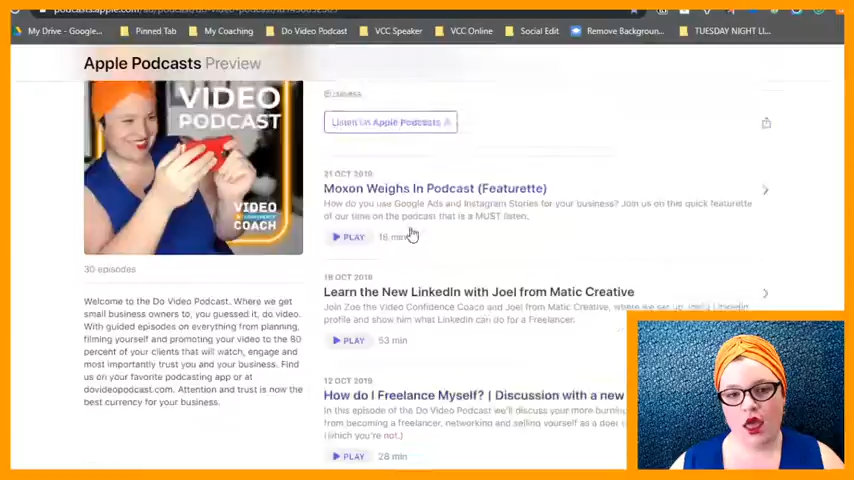 My Drive - Google... Pinned Tab My Coaching Do Video Podcast VCC Speaker VCC Online Social Edit Remove Backgroun... TUESDAY NIGHT LI...
Apple Podcasts Preview
VIDEO
PODCAST
VIDEO
COACH
30 episodes
Welcome to the Do Video Podcast. Where we get
small business owners to, you guessed it, do video.
With guided episodes on everything from planning,
filming yourself and promoting your video to the 80
percent of your clients that will watch, engage and
most importantly trust you and your business. Find
us on your favorite podcasting app or at
dovideopodcast.com. Attention and trust is now the
best currency for your business.
Listen on Apple Podcasts
21 OCT 2019
Moxon Weighs In Podcast (Featurette)
How do you use Google Ads and Instagram Stories for your business? Join us on this quick featurette
of our time on the podcast that is a MUST listen.
PLAY 16 min
OCT 2019
Learn the New LinkedIn with Joel from Matic Creative
Join Zoe the Video Confidence Coach and Joel from Matic Creative, where we
profile and show him what LinkedIn can do for a Freelancer.
PLAY 53 min
12 OCT 2019
How do I Freelance Myself? | Discussion with a new
In this episode of the Do Video Podcast we'll discuss your more burning
from becoming a freelancer, networking and selling yourself as a
(which you're not.)
PLAY 28 min